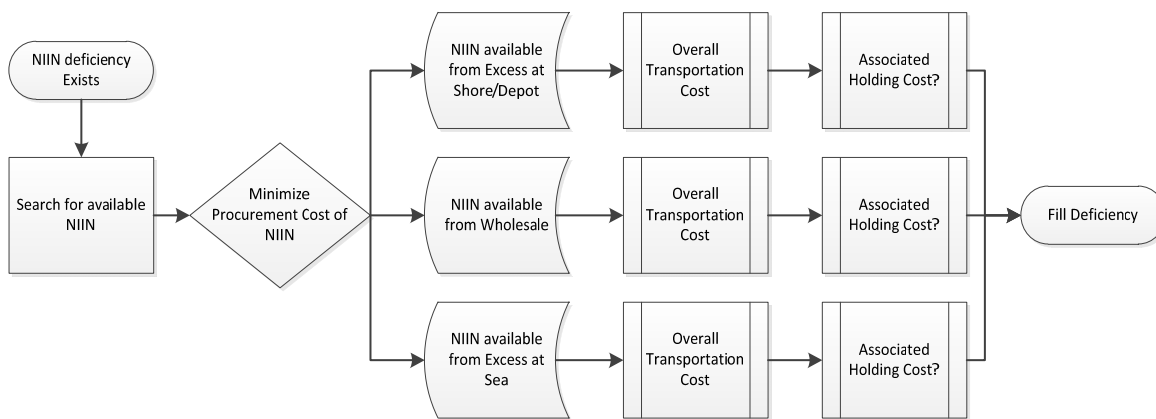 NIIN deficiency
Exists
Search for available
NIIN
Minimize
Procurement Cost of
NIIN
NIIN available
from Excess at
Shore/Depot
Overall
Transportation
Cost
Associated
Holding Cost?
NIIN available
from Wholesale
Overall
Transportation
Cost
Associated
Holding Cost?
NIIN available
from Excess at
Sea
Overall
Transportation
Cost
Associated
Holding Cost?
Fill Deficiency